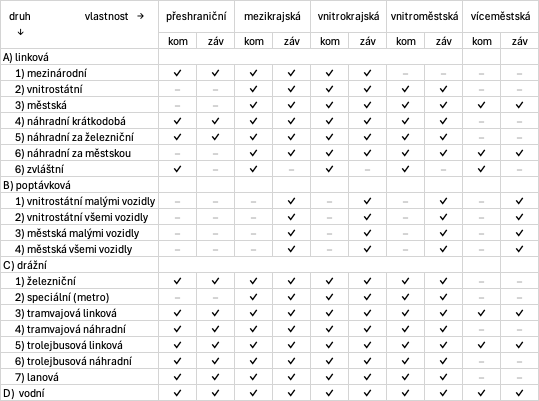 druh vlastnost → přeshraniční mezikrajská vnitrokrajská vnitroměstská víceměstská
↓ kom záv kom záv kom záv kom záv kom záv
A) linková
1) mezinárodní ✓ ✓ ✓ ✓ ✓ ✓ – – – –
2) vnitrostátní – – ✓ ✓ ✓ ✓ ✓ ✓ – –
3) městská – – ✓ ✓ ✓ ✓ ✓ ✓ ✓ ✓
4) náhradní krátkodobá ✓ ✓ ✓ ✓ ✓ ✓ ✓ ✓ – –
5) náhradní za železniční ✓ ✓ ✓ ✓ ✓ ✓ ✓ ✓ – –
6) náhradní za městskou – – ✓ ✓ ✓ ✓ ✓ ✓ ✓ ✓
6) zvláštní ✓ – ✓ – ✓ – ✓ – ✓ –
B) poptávková
1) vnitrostátní malými vozidly – – – ✓ – ✓ – ✓ – ✓
2) vnitrostátní všemi vozidly – – – ✓ – ✓ – ✓ – ✓
3) městská malými vozidly – – – ✓ – ✓ – ✓ – ✓
4) městská všemi vozidly – – – ✓ – ✓ – ✓ – ✓
C) drážní
1) železniční ✓ ✓ ✓ ✓ ✓ ✓ ✓ ✓ – –
2) speciální (metro) – – ✓ ✓ ✓ ✓ ✓ ✓ – –
3) tramvajová linková ✓ ✓ ✓ ✓ ✓ ✓ ✓ ✓ ✓ ✓
4) tramvajová náhradní ✓ ✓ ✓ ✓ ✓ ✓ ✓ ✓ – –
5) trolejbusová linková ✓ ✓ ✓ ✓ ✓ ✓ ✓ ✓ ✓ ✓
6) trolejbusová náhradní ✓ ✓ ✓ ✓ ✓ ✓ ✓ ✓ – –
7) lanová ✓ ✓ ✓ ✓ ✓ ✓ ✓ ✓ – –
D) vodní ✓ ✓ ✓ ✓ ✓ ✓ ✓ ✓ ✓ ✓